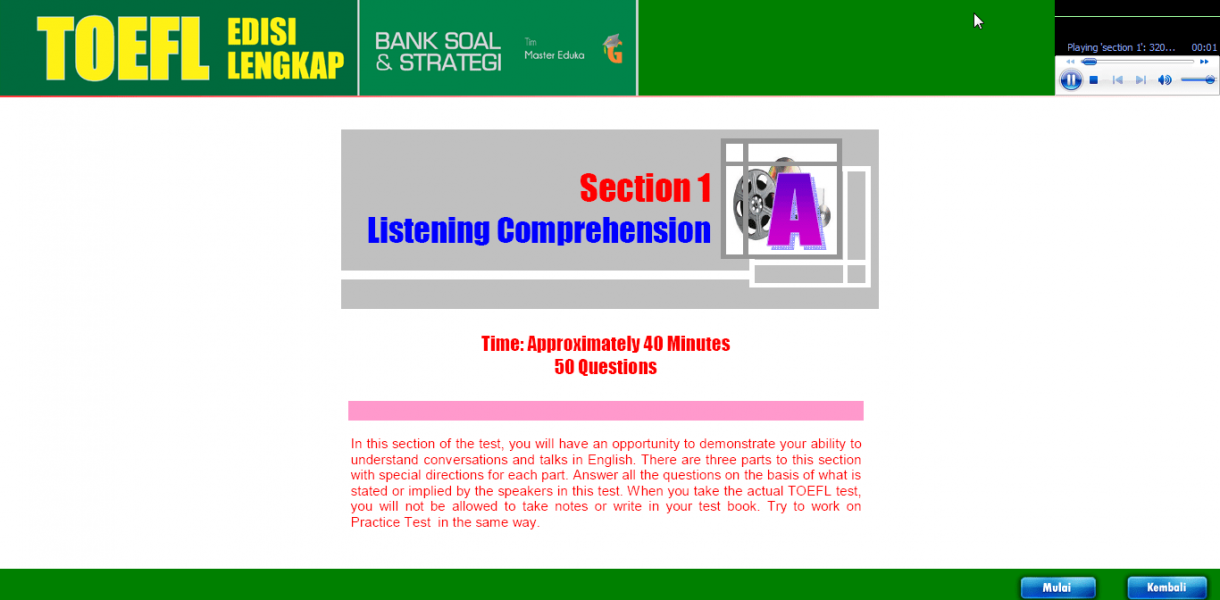 TOEFL EDISI
LENGKAP
BANK SOAL
& STRATEGI
Tim
Master Eduka
Playing 'section 1': 320... 00:01
Section 1
Listening Comprehension
A
Time: Approximately 40 Minutes
50 Questions
In this section of the test, you will have an opportunity to demonstrate your ability to
understand conversations and talks in English. There are three parts to this section
with special directions for each part. Answer all the questions on the basis of what is
stated or implied by the speakers in this test. When you take the actual TOEFL test,
you will not be allowed to take notes or write in your test book. Try to work on
Practice Test in the same way.
Mulai
Kembali